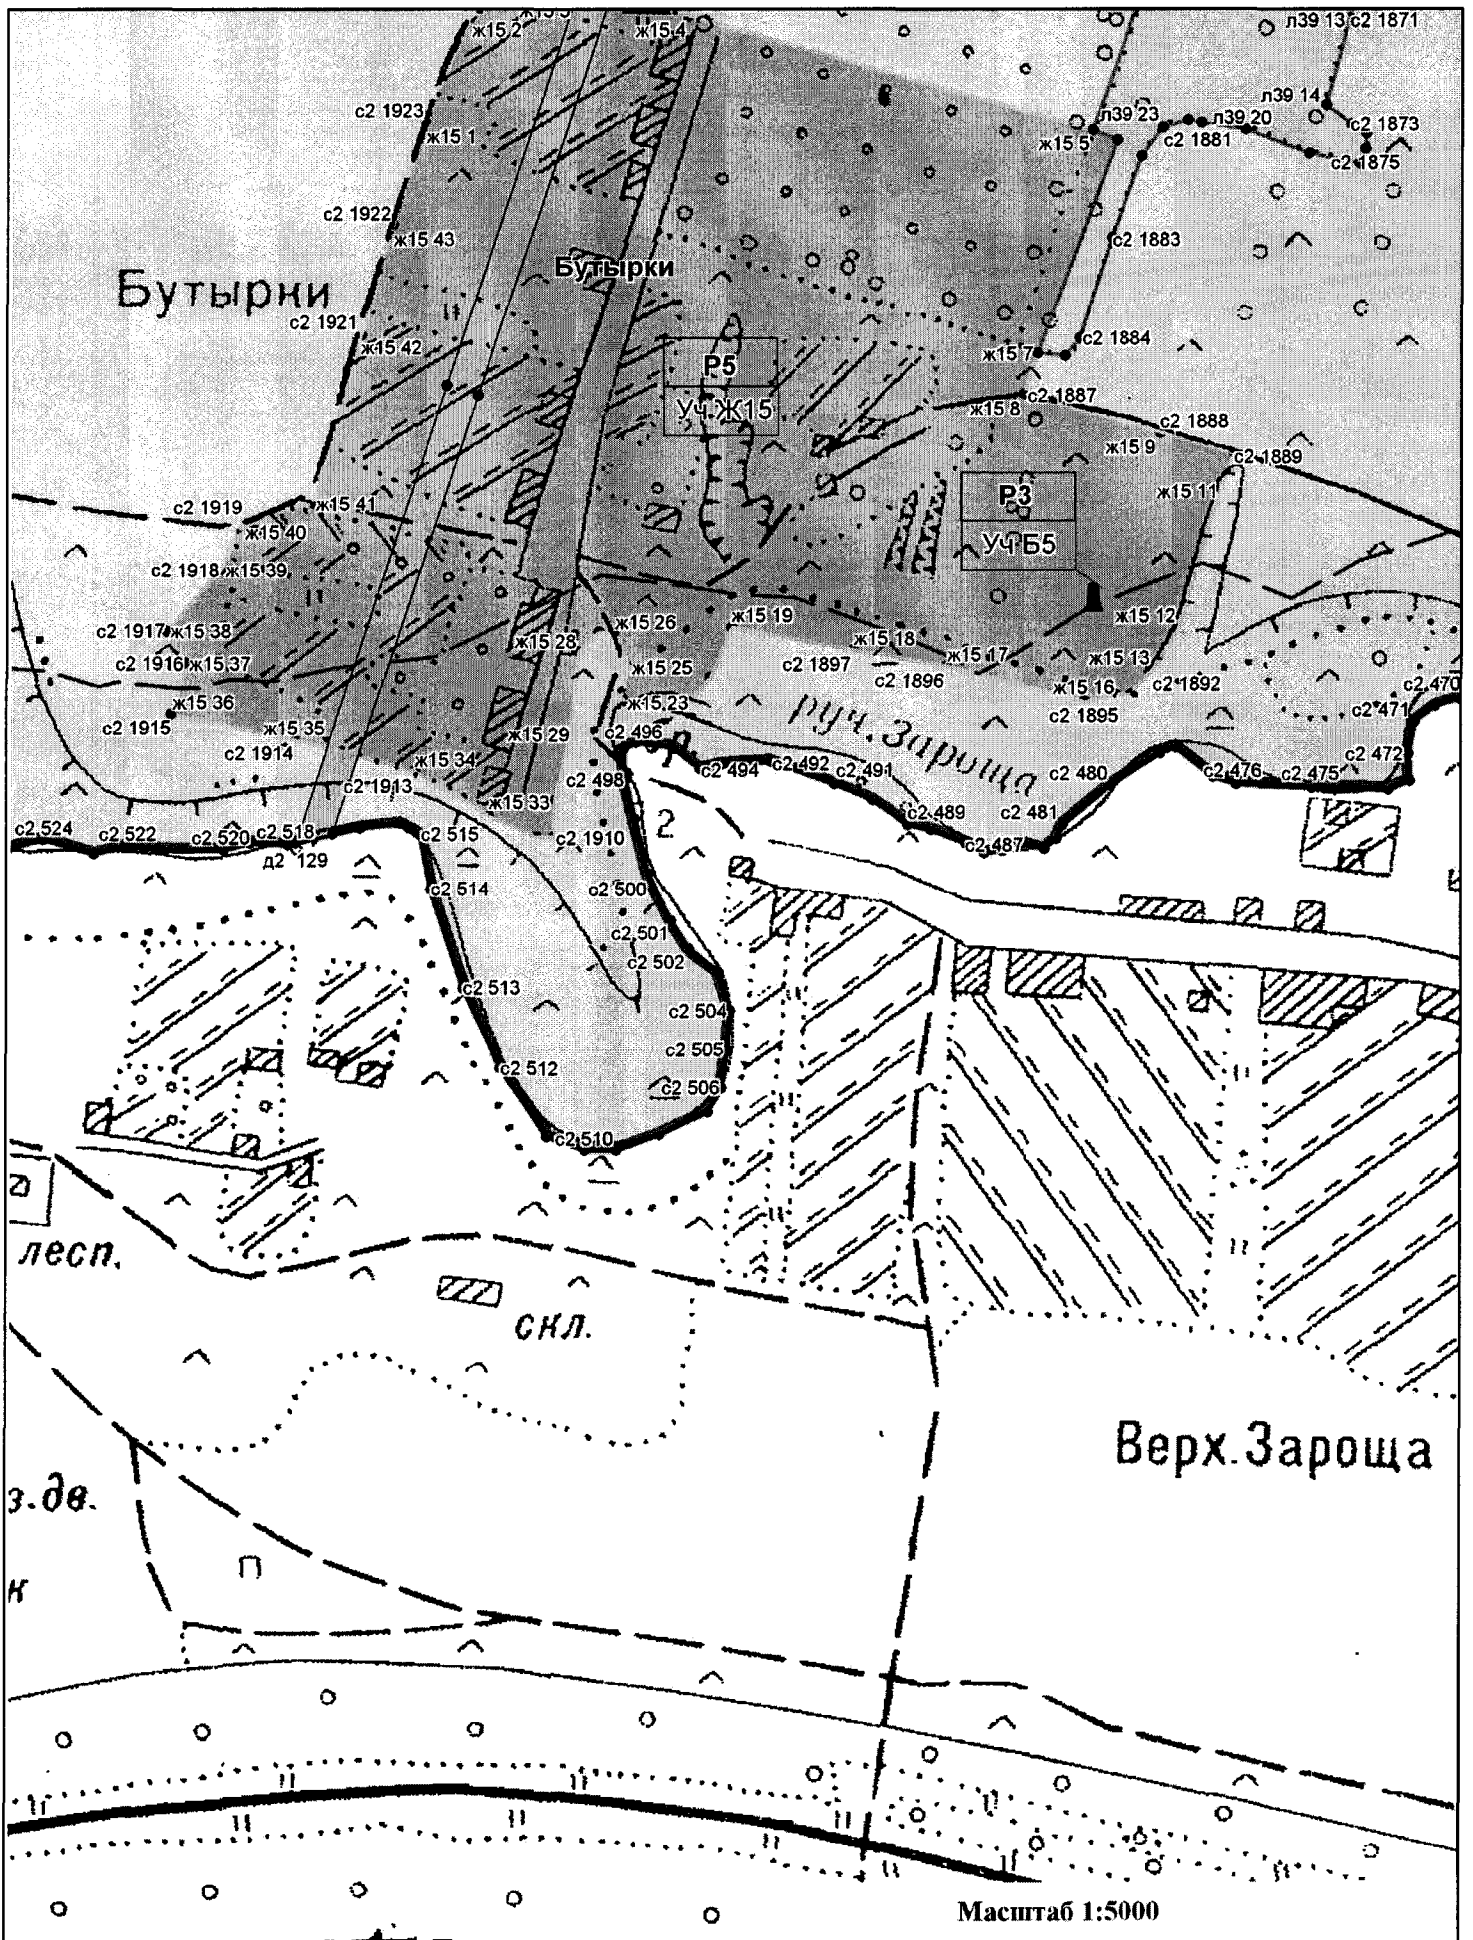 ж15 2
ж15 4
л39 13
с2 1871
л39 14
с2 1923
л39 23
л39 20
с2 1873
ж15 1
ж15 5
с2 1881
с2 1875
с2 1922
ж15 43
с2 1883
Бутырки
Бутырки
с2 1921
ж15 42
с2 1884
ж15 7
Р5
Уч Ж15
с2 1887
ж15 8
с2 1888
ж15 9
с2 1889
ж15 11
Р3
Уч Б5
с2 1919
ж15 41
ж15 40
с2 1918
ж15 39
с2 1917
ж15 38
ж15 26
ж15 19
ж15 12
ж15 28
ж15 18
с2 1916
ж15 37
ж15 25
с2 1897
ж15 17
ж15 13
с2 1896
ж15 16
с2 1892
с2 470
ж15 36
ж15 23
с2 471
с2 1915
ж15 35
ж15 29
с2 496
руч. Зароща
с2 1895
с2 1914
ж15 34
с2 494
с2 492
с2 491
с2 480
с2 476
с2 475
с2 472
с2 1913
с2 498
ж15 33
с2 489
с2 481
с2 524
с2 522
с2 520
с2 518
с2 515
с2 1910
2
с2 487
д2 129
с2 514
с2 500
с2 501
с2 502
с2 513
с2 504
с2 505
с2 512
с2 506
с2 510
лесп.
скл.
Верх.Зароща
з.дв.
П
к
Масштаб 1:5000